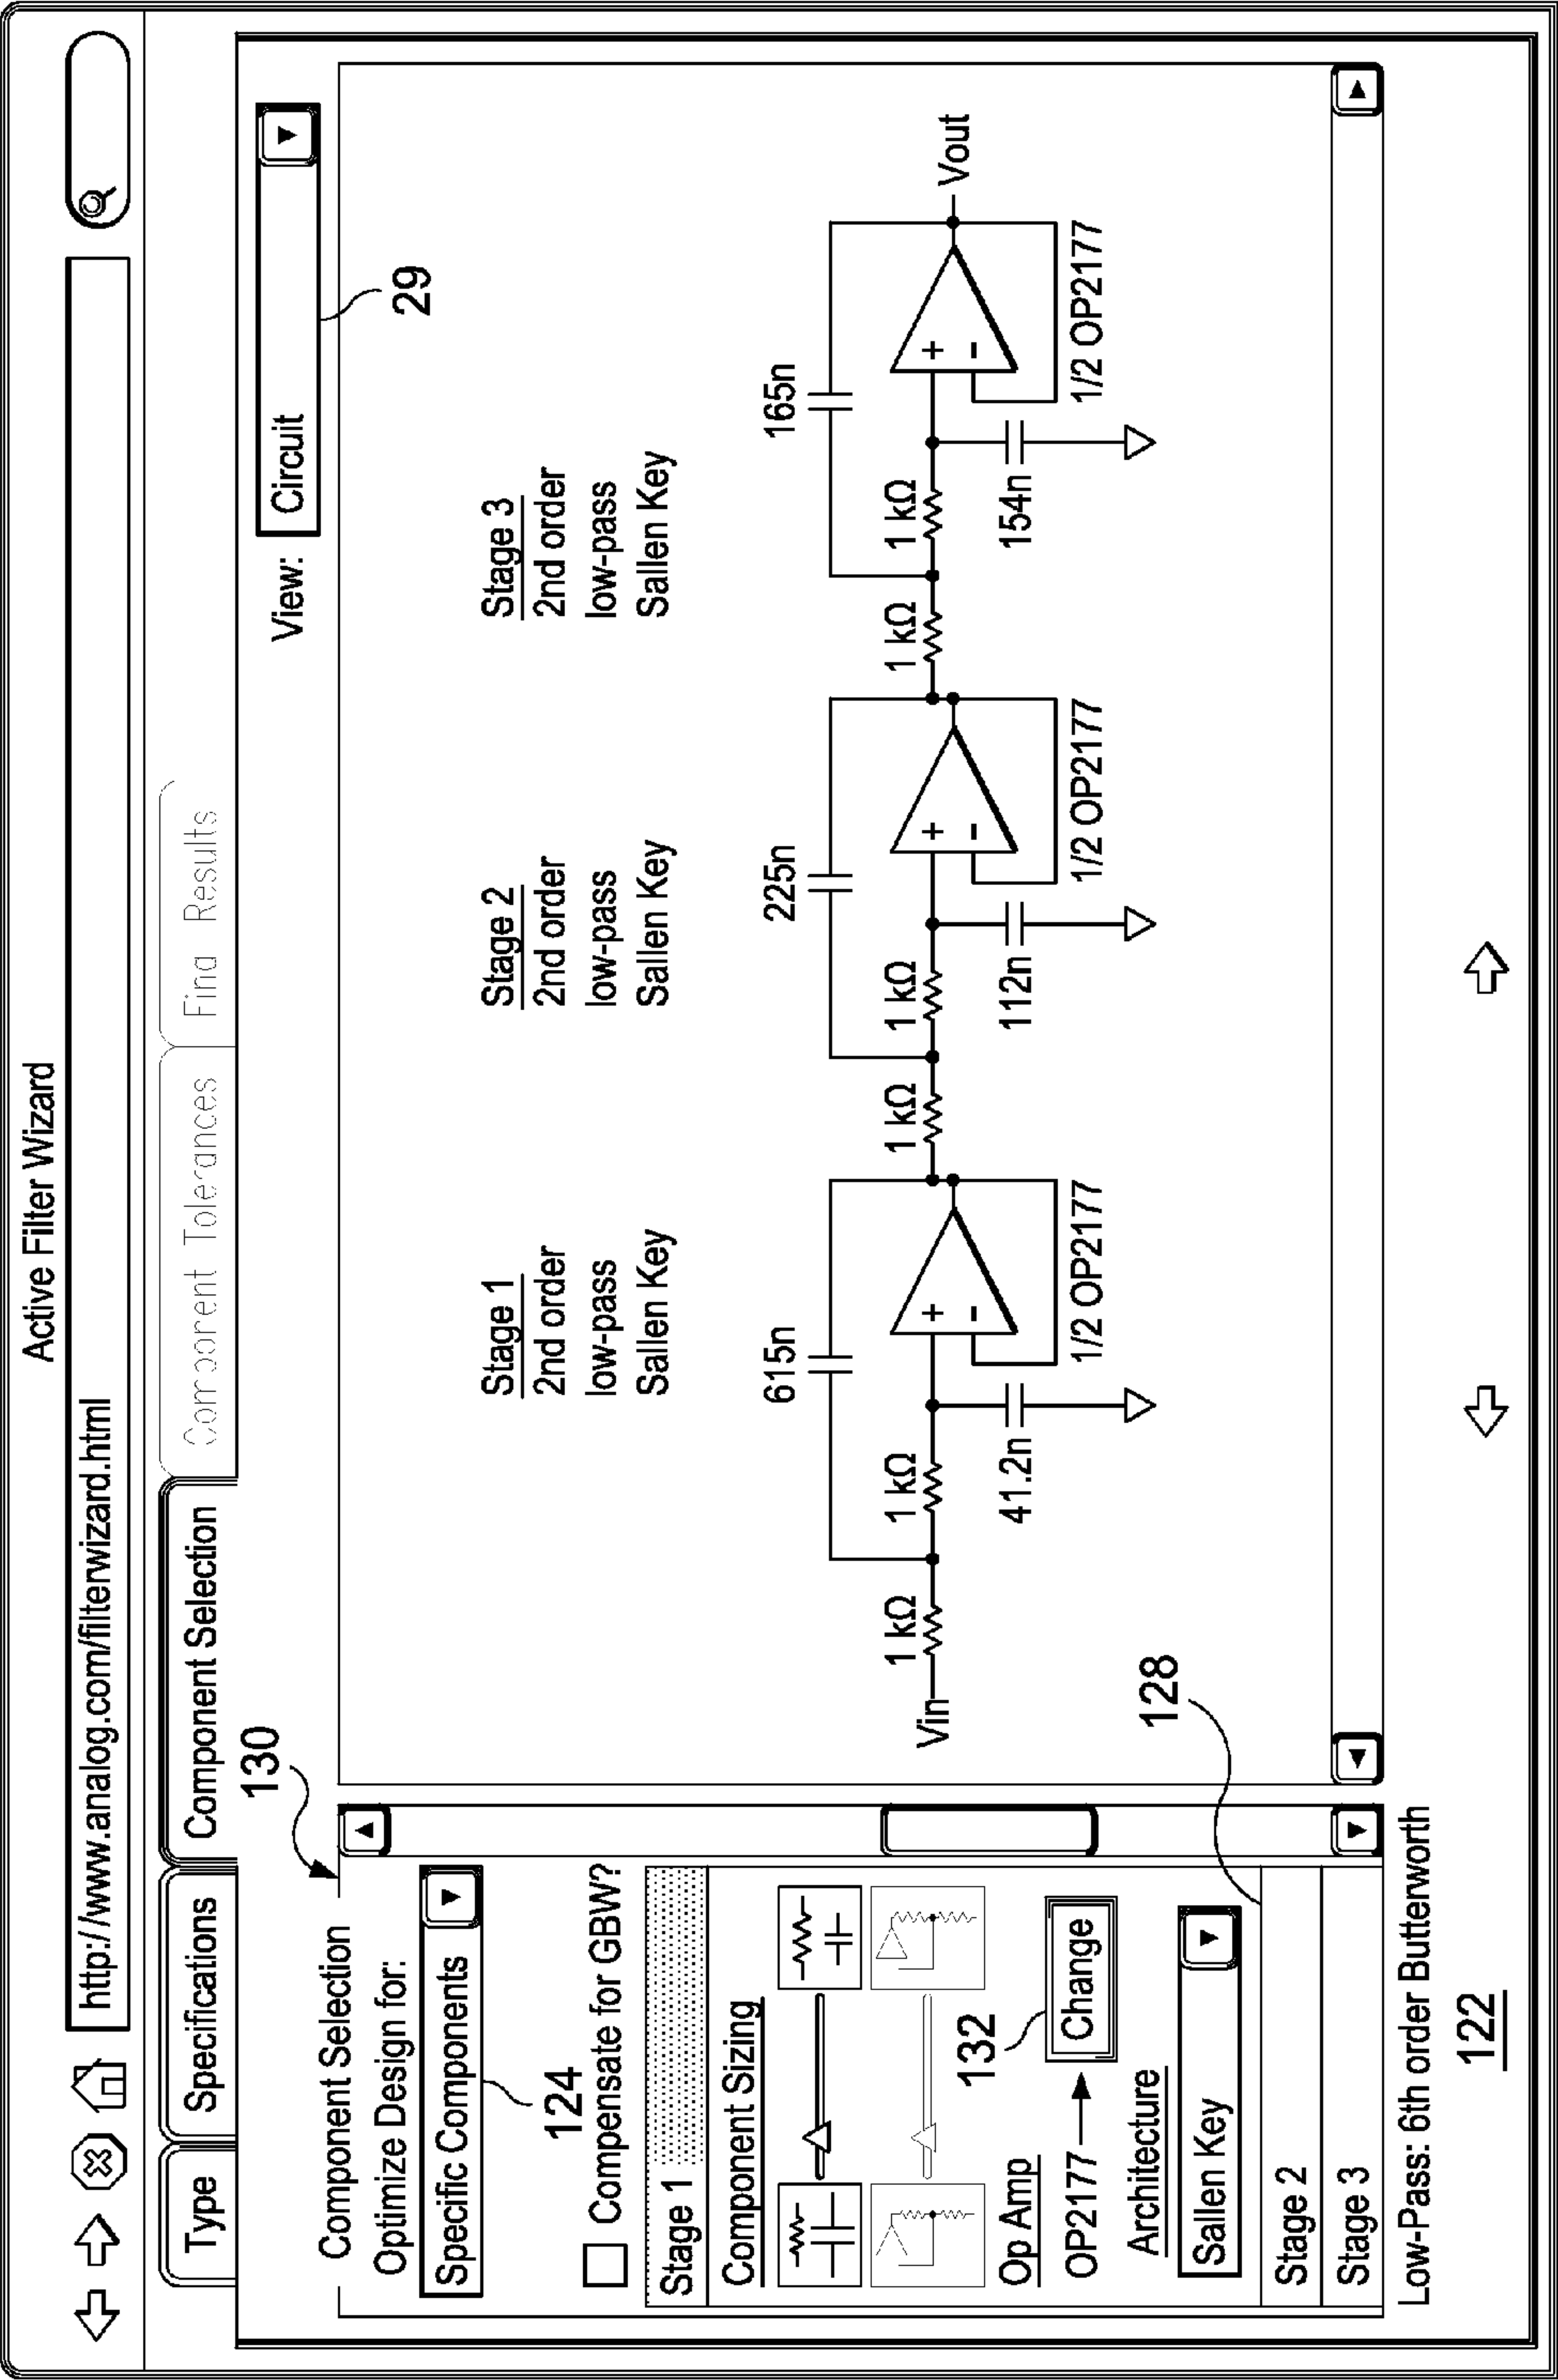 Active Filter Wizard
http://www.analog.com/filterwizard.html
Type
Specifications
Component Selection
Component Tolerances
Final Results
130
View:
Circuit
29
Component Selection
Optimize Design for:
Specific Components
124
Compensate for GBW?
Stage 1
Component Sizing
Op Amp
OP2177
132
Change
Architecture
Sallen Key
128
Stage 2
Stage 3
Stage 1
2nd order
low-pass
Sallen Key
Stage 2
2nd order
low-pass
Sallen Key
Stage 3
2nd order
low-pass
Sallen Key
615n
225n
165n
Vin
1 kΩ
1 kΩ
1 kΩ
1 kΩ
1 kΩ
1 kΩ
Vout
+
-
+
-
+
-
41.2n
112n
154n
1/2 OP2177
1/2 OP2177
1/2 OP2177
Low-Pass: 6th order Butterworth
122